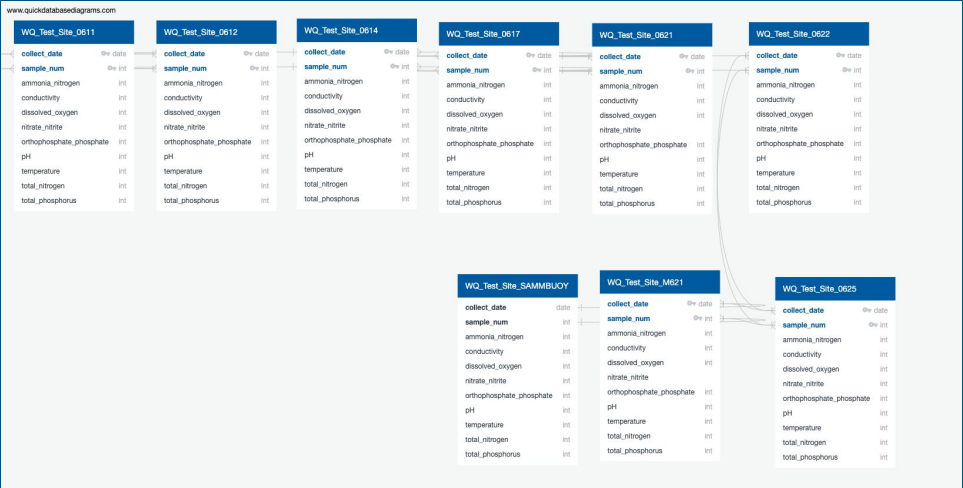 www.quickdatabasediagrams.com
WQ_Test_Site_0611
collect_date date
sample_num int
ammonia_nitrogen int
conductivity int
dissolved_oxygen int
nitrate_nitrite int
orthophosphate_phosphate int
pH int
temperature int
total_nitrogen int
total_phosphorus int
WQ_Test_Site_0612
collect_date date
sample_num int
ammonia_nitrogen int
conductivity int
dissolved_oxygen int
nitrate_nitrite int
orthophosphate_phosphate int
pH int
temperature int
total_nitrogen int
total_phosphorus int
WQ_Test_Site_0614
collect_date date
sample_num int
ammonia_nitrogen int
conductivity int
dissolved_oxygen int
nitrate_nitrite int
orthophosphate_phosphate int
pH int
temperature int
total_nitrogen int
total_phosphorus int
WQ_Test_Site_0617
collect_date date
sample_num int
ammonia_nitrogen int
conductivity int
dissolved_oxygen int
nitrate_nitrite int
orthophosphate_phosphate int
pH int
temperature int
total_nitrogen int
total_phosphorus int
WQ_Test_Site_0621
collect_date date
sample_num int
ammonia_nitrogen int
conductivity int
dissolved_oxygen int
nitrate_nitrite
orthophosphate_phosphate int
pH int
temperature int
total_nitrogen int
total_phosphorus int
WQ_Test_Site_0622
collect_date date
sample_num int
ammonia_nitrogen int
conductivity int
dissolved_oxygen int
nitrate_nitrite int
orthophosphate_phosphate int
pH int
temperature int
total_nitrogen int
total_phosphorus int
WQ_Test_Site_SAMMBUOY
collect_date date
sample_num int
ammonia_nitrogen int
conductivity int
dissolved_oxygen int
nitrate_nitrite int
orthophosphate_phosphate int
pH int
temperature int
total_nitrogen int
total_phosphorus int
WQ_Test_Site_M621
collect_date date
sample_num int
ammonia_nitrogen int
conductivity int
dissolved_oxygen int
nitrate_nitrite
orthophosphate_phosphate int
pH int
temperature int
total_nitrogen int
total_phosphorus int
WQ_Test_Site_0625
collect_date date
sample_num int
ammonia_nitrogen int
conductivity int
dissolved_oxygen int
nitrate_nitrite int
orthophosphate_phosphate int
pH int
temperature int
total_nitrogen int
total_phosphorus int